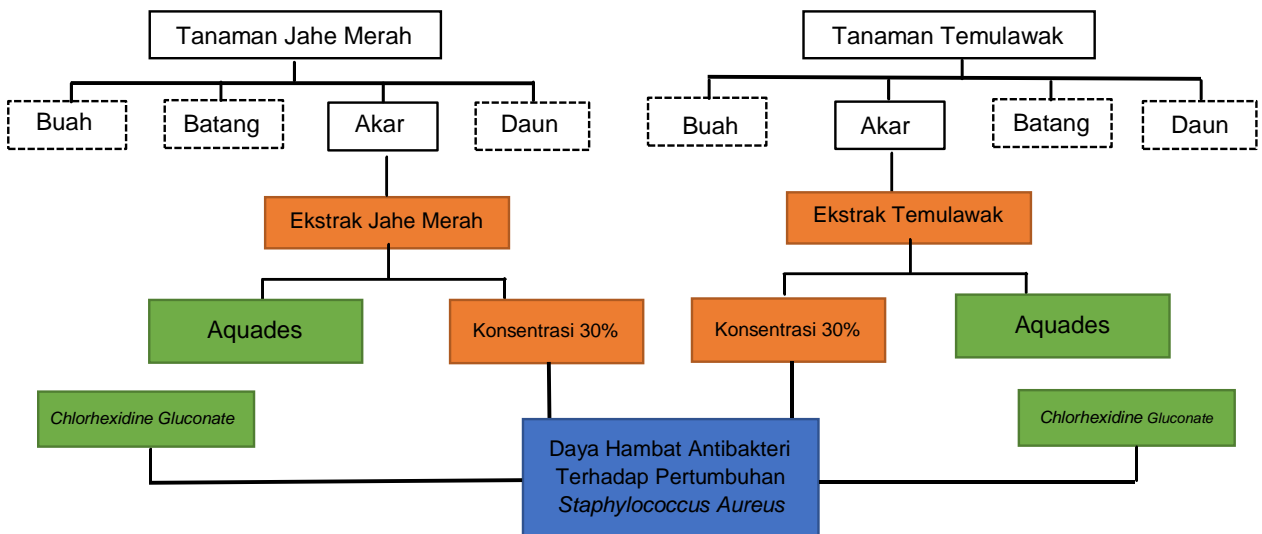 Tanaman Jahe Merah
Tanaman Temulawak
Buah
Batang
Akar
Daun
Buah
Akar
Batang
Daun
Ekstrak Jahe Merah
Ekstrak Temulawak
Aquades
Konsentrasi 30%
Konsentrasi 30%
Aquades
Chlorhexidine Gluconate
Chlorhexidine Gluconate
Daya Hambat Antibakteri
Terhadap Pertumbuhan
Staphylococcus Aureus